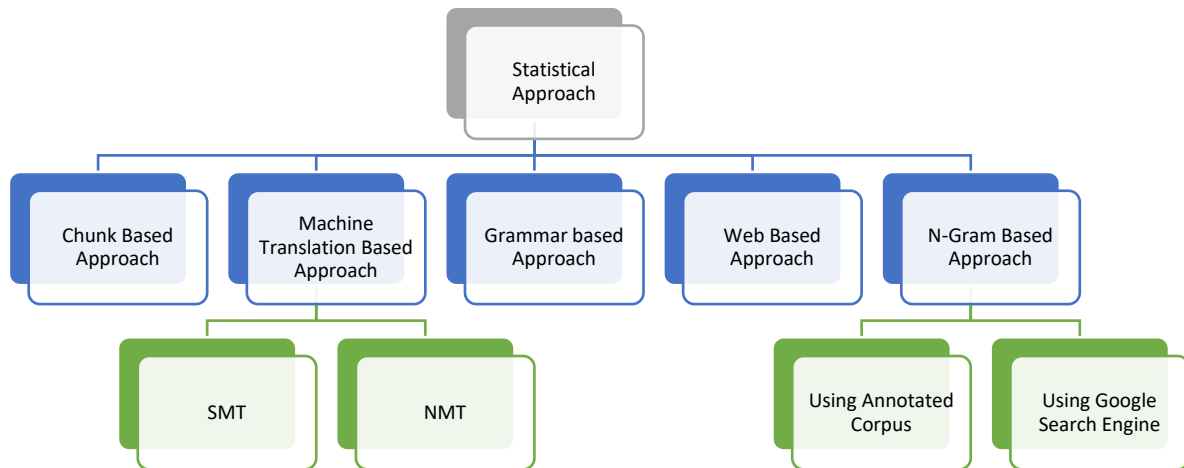 Statistical
Approach
Chunk Based
Approach
Machine
Translation Based
Approach
Grammar based
Approach
Web Based
Approach
N-Gram Based
Approach
SMT
NMT
Using Annotated
Corpus
Using Google
Search Engine